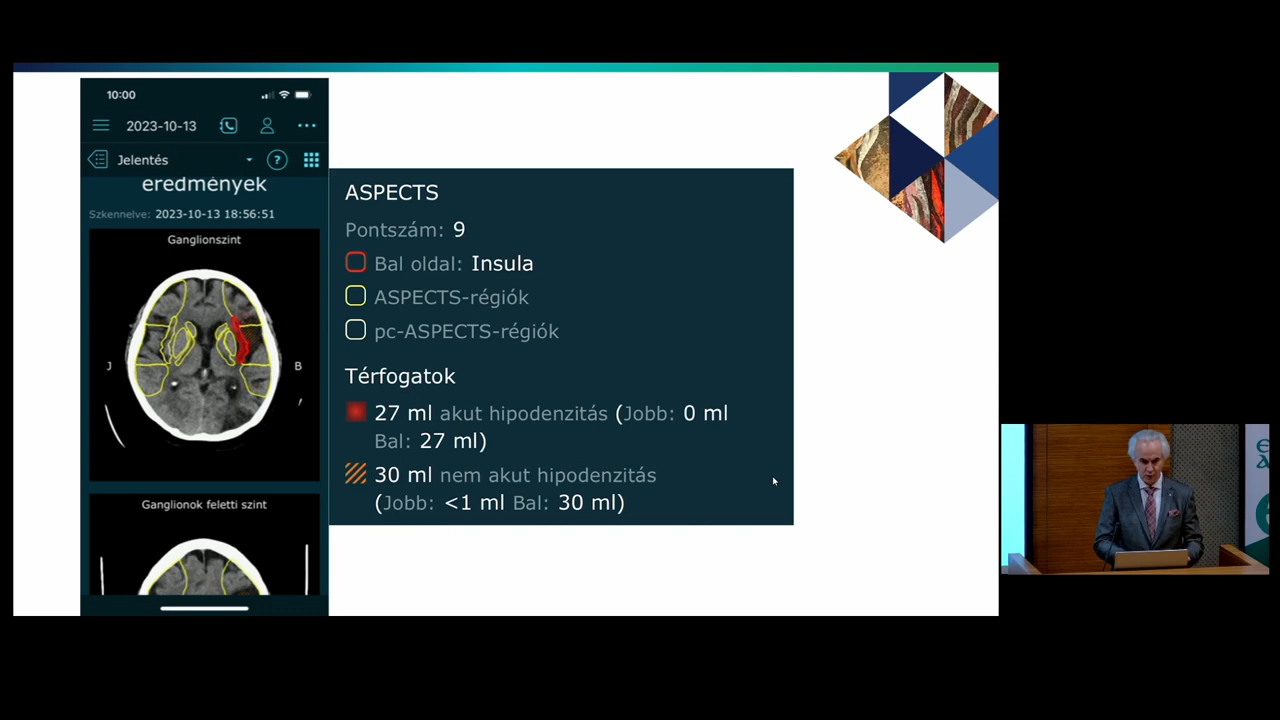 10:00
2023-10-13
Jelentés
?
eredmények
Szkennelve: 2023-10-13 18:56:51
Ganglionszint
J
B
Ganglionok feletti szint
ASPECTS
Pontszám: 9
Bal oldal: Insula
ASPECTS-régiók
pc-ASPECTS-régiók
Térfogatok
27 ml akut hipodenzitás (Jobb: 0 ml
Bal: 27 ml)
30 ml nem akut hipodenzitás
(Jobb: <1 ml Bal: 30 ml)